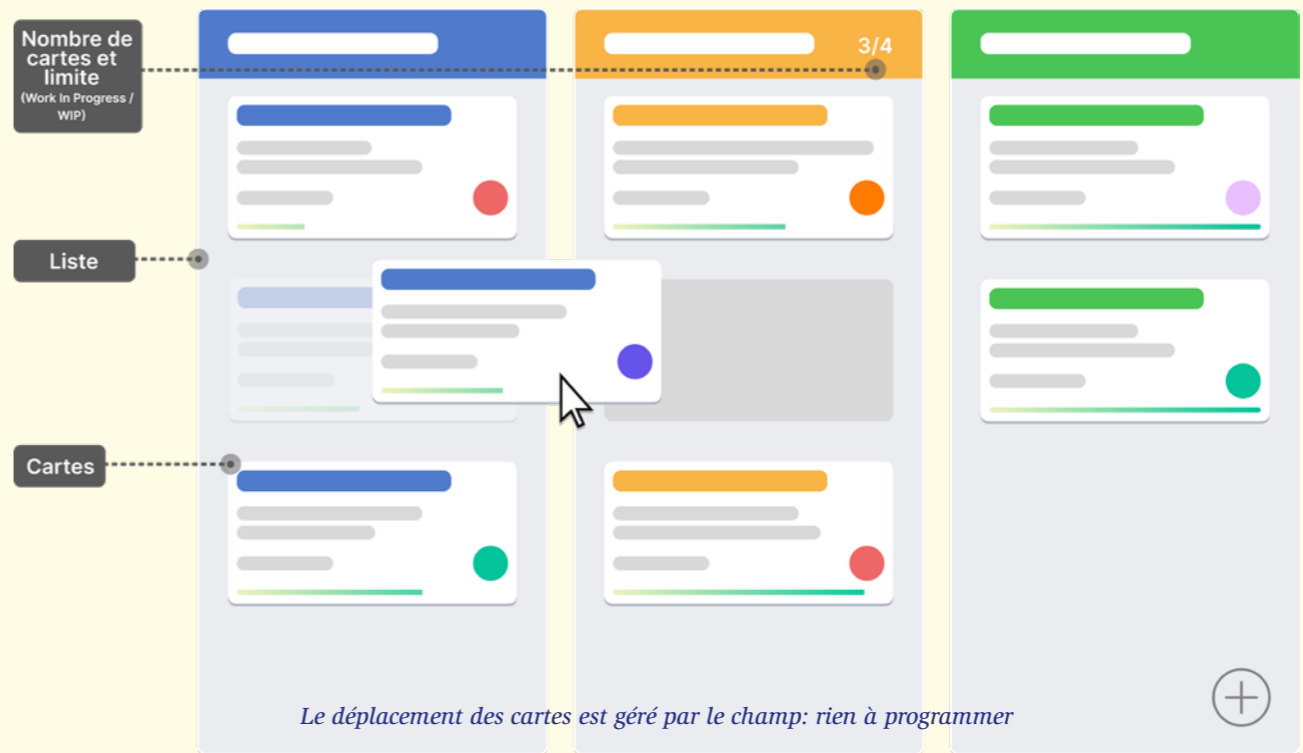 Nombre de
cartes et
limite
(Work In Progress /
WIP)
3/4
Liste
Cartes
Le déplacement des cartes est géré par le champ: rien à programmer